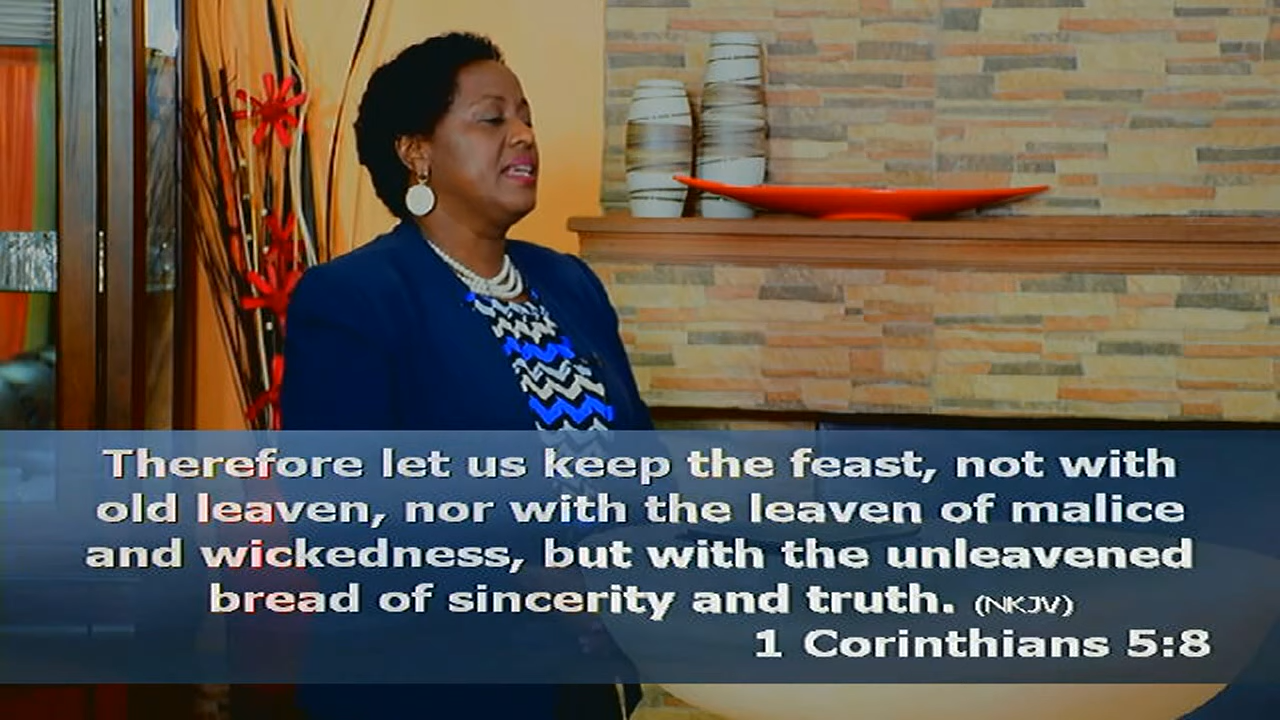 Therefore let us keep the feast, not with
old leaven, nor with the leaven of malice
and wickedness, but with the unleavened
bread of sincerity and truth. (NKJV)
1 Corinthians 5:8